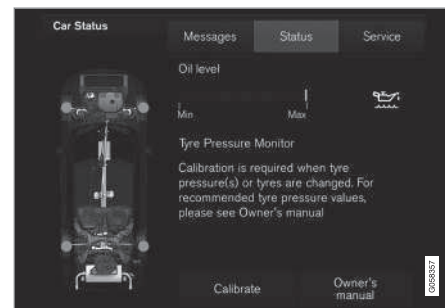 Car Status
Messages
Status
Service
Oil level
Min
Max
Tyre Pressure Monitor
Calibration is required when tyre
pressure(s) or tyres are changed. For
recommended tyre pressure values,
please see Owner's manual
Calibrate
Owner's
manual
G058357